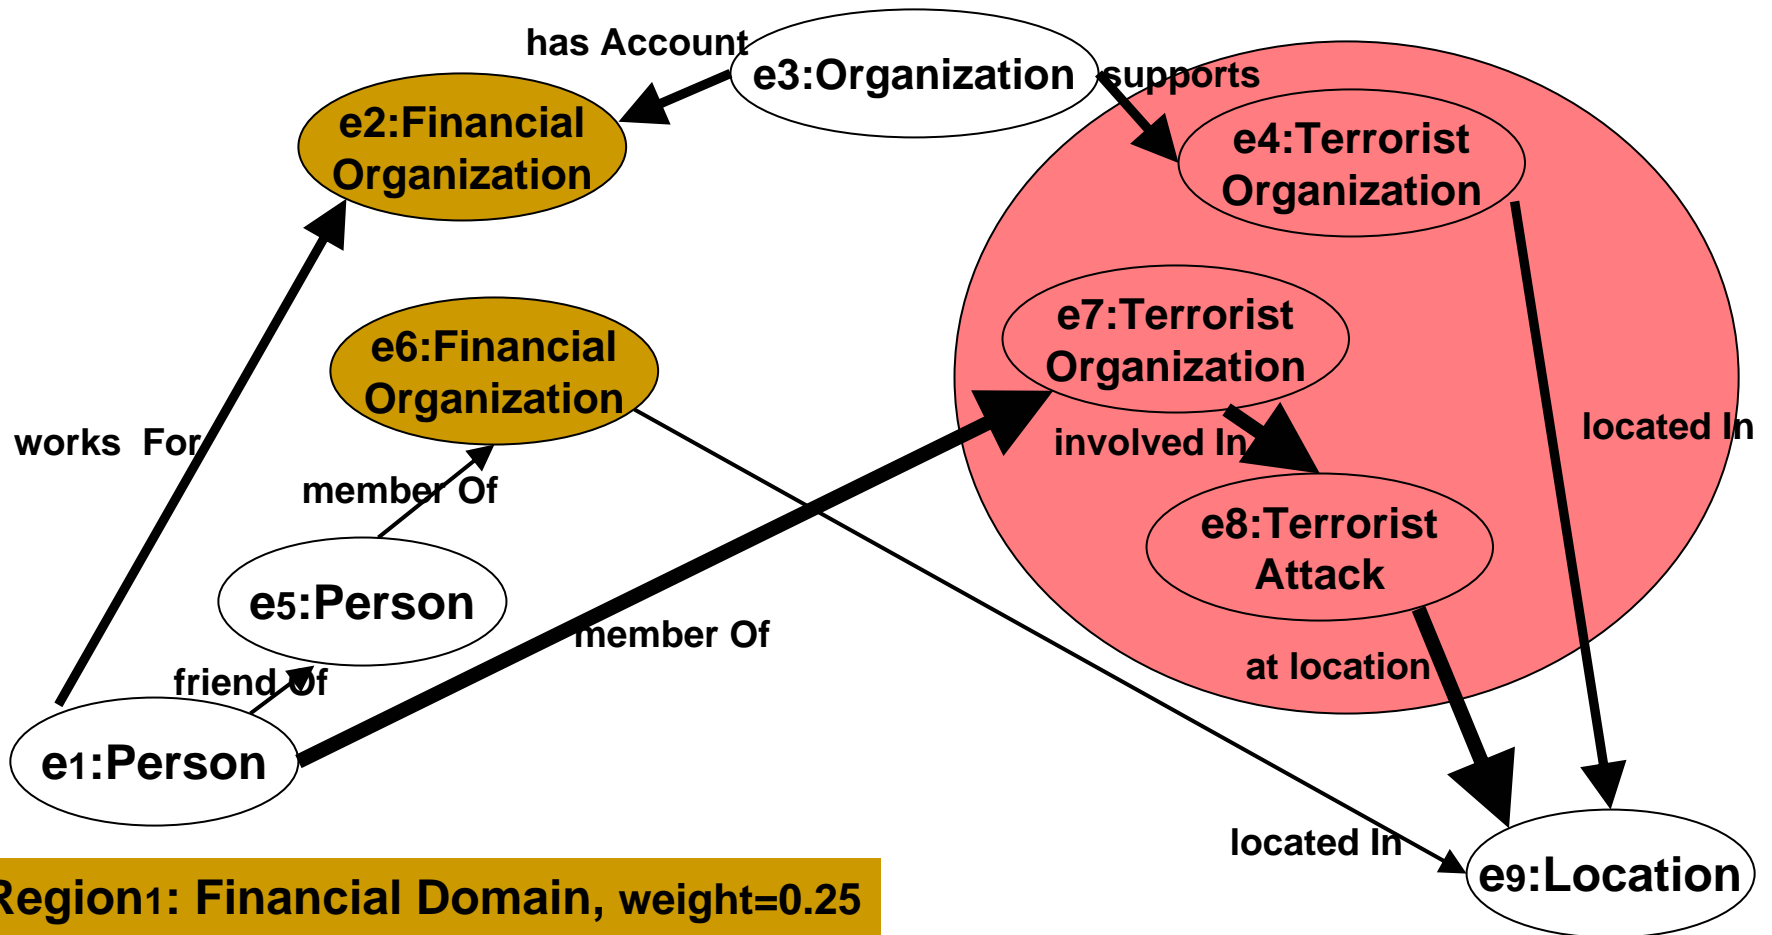 has Account
e3:Organization
supports
e2:Financial
Organization
e4:Terrorist
Organization
e7:Terrorist
Organization
e6:Financial
Organization
works For
located In
involved In
member Of
e8:Terrorist
Attack
e5:Person
member Of
friend Of
at location
e1:Person
located In
e9:Location
Region1: Financial Domain, weight=0.25